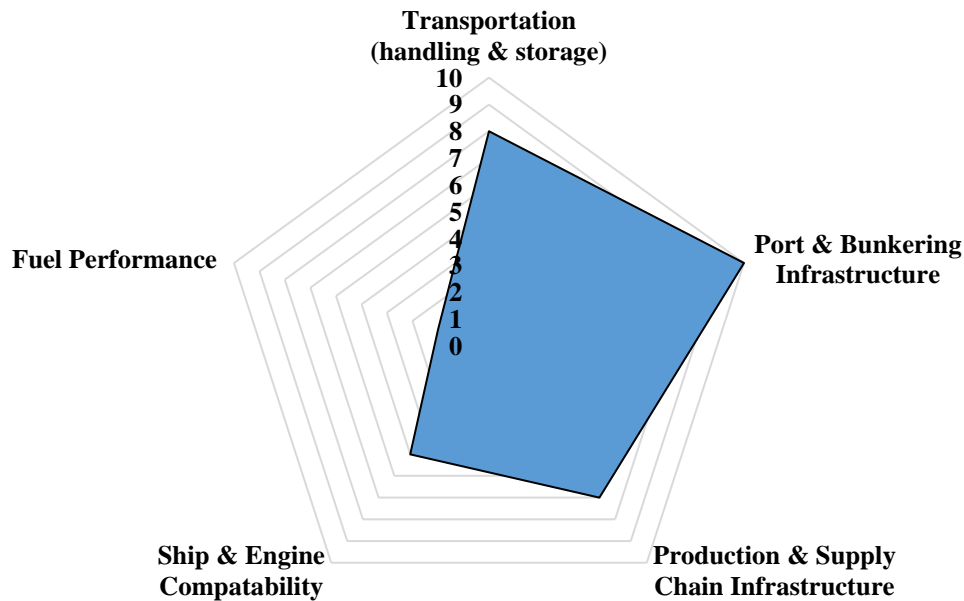 Transportation
(handling & storage)
10
9
8
7
6
5
4
3
2
1
0
Port & Bunkering
Infrastructure
Production & Supply
Chain Infrastructure
Ship & Engine
Compatability
Fuel Performance